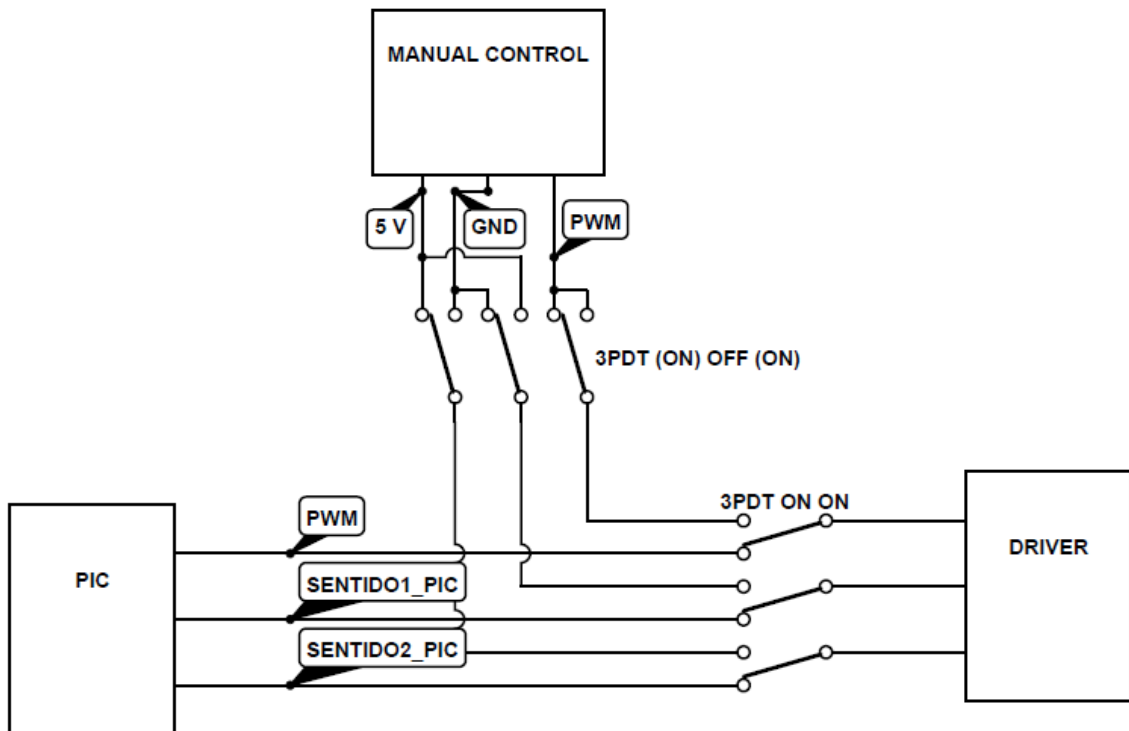 MANUAL CONTROL
5 V
GND
PWM
3PDT (ON) OFF (ON)
3PDT ON ON
PWM
PIC
SENTIDO1_PIC
SENTIDO2_PIC
DRIVER